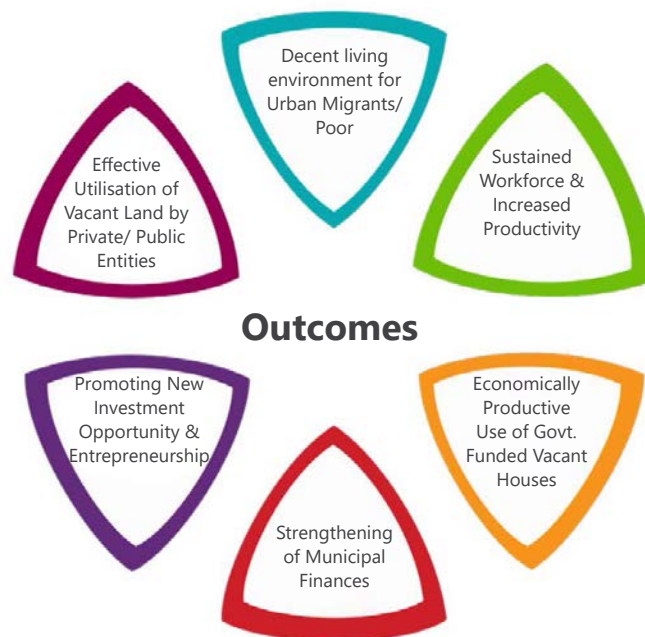 Decent living
environment for
Urban Migrants/
Poor
Effective
Utilisation of
Vacant Land by
Private/ Public
Entities
Sustained
Workforce &
Increased
Productivity
Outcomes
Promoting New
Investment
Opportunity &
Entrepreneurship
Economically
Productive
Use of Govt.
Funded Vacant
Houses
Strengthening
of Municipal
Finances